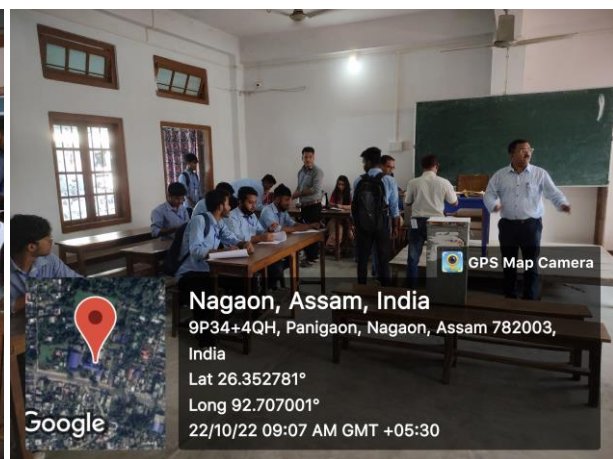 GPS Map Camera
Nagaon, Assam, India
9P34+4QH, Panigaon, Nagaon, Assam 782003,
India
Lat 26.352781°
Long 92.707001°
22/10/22 09:07 AM GMT +05:30
Google